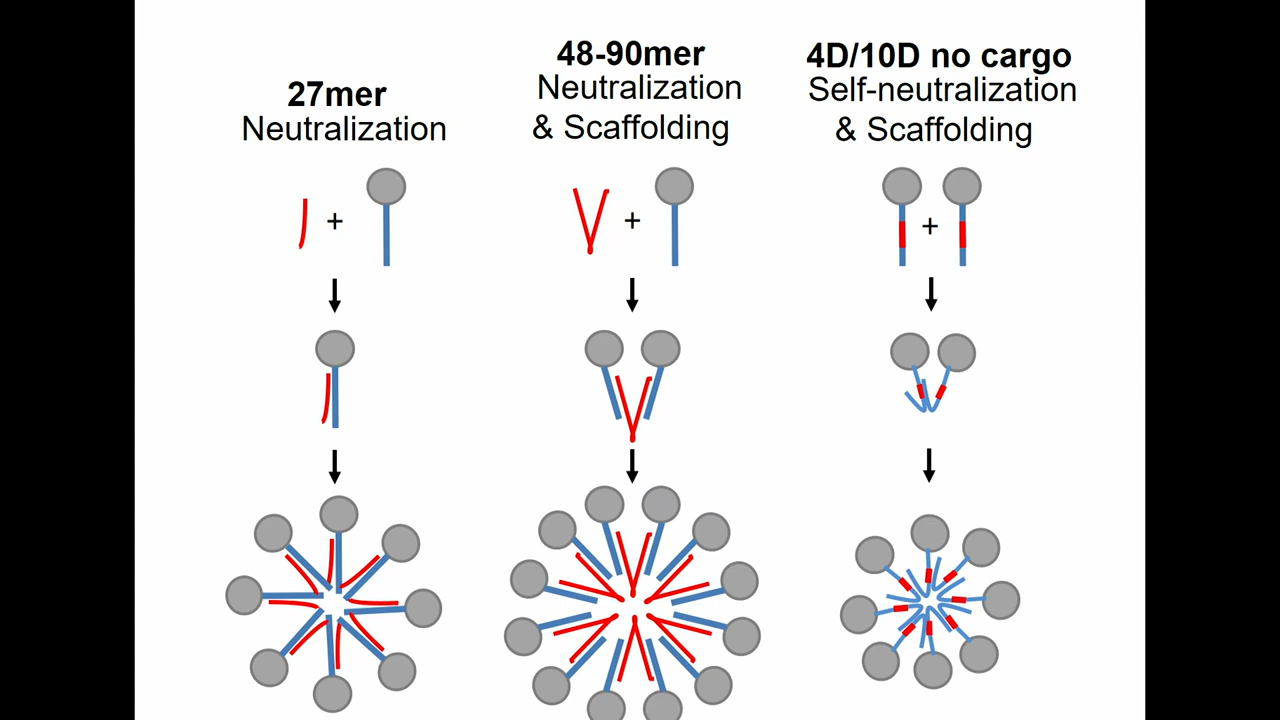 27mer
Neutralization
+
48-90mer
Neutralization
& Scaffolding
+
4D/10D no cargo
Self-neutralization
& Scaffolding
+